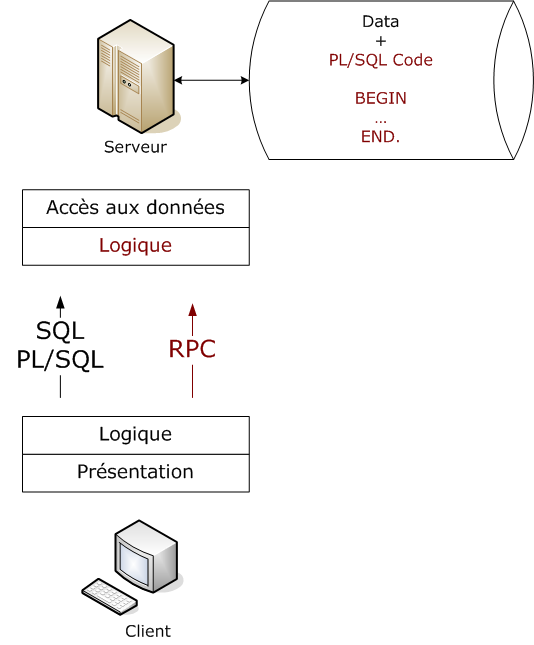 Data
+
PL/SQL Code
BEGIN
...
END.
Serveur
Accès aux données
Logique
SQL
PL/SQL
RPC
Logique
Présentation
Client